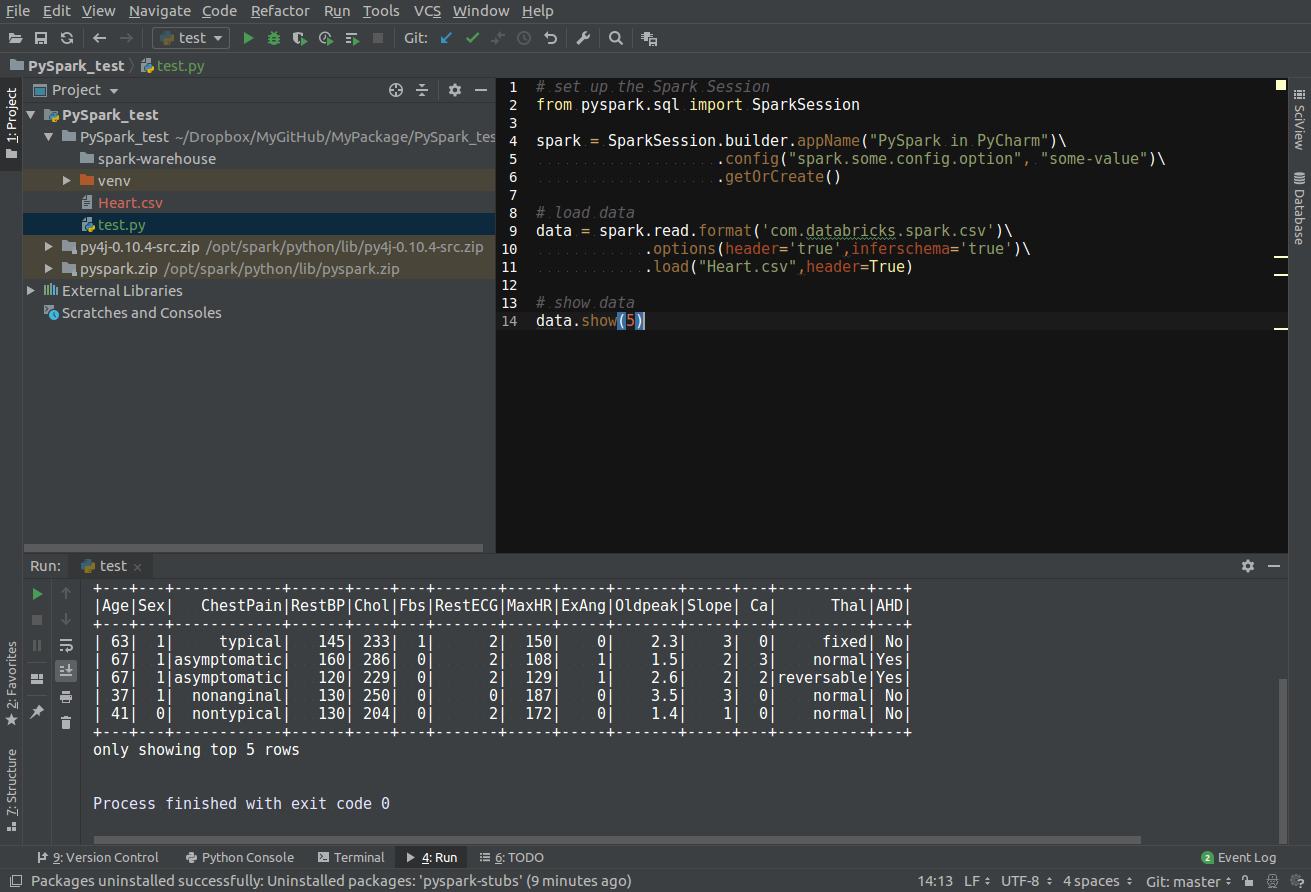 File Edit View Navigate Code Refactor Run Tools VCS Window Help
test Git:
PySpark_test test.py
1: Project
Project
PySpark_test
PySpark_test ~/Dropbox/MyGitHub/MyPackage/PySpark_tes
spark-warehouse
venv
Heart.csv
test.py
py4j-0.10.4-src.zip /opt/spark/python/lib/py4j-0.10.4-src.zip
pyspark.zip /opt/spark/python/lib/pyspark.zip
External Libraries
Scratches and Consoles
1 # set up the Spark Session
2 from pyspark.sql import SparkSession
3
4 spark = SparkSession.builder.appName("PySpark in PyCharm")\
5 .config("spark.some.config.option", "some-value")\
6 .getOrCreate()
7
8 # load data
9 data = spark.read.format('com.databricks.spark.csv')\
10 .options(header='true',inferschema='true')\
11 .load("Heart.csv",header=True)
12
13 # show data
14 data.show(5)
SciView
Database
Run: test
+---+---+------------+------+----+---+-------+-----+-----+-------+-----+---+----------+---+
|Age|Sex|   ChestPain|RestBP|Chol|Fbs|RestECG|MaxHR|ExAng|Oldpeak|Slope| Ca|      Thal|AHD|
+---+---+------------+------+----+---+-------+-----+-----+-------+-----+---+----------+---+
| 63|  1|     typical|   145| 233|  1|      2|  150|    0|    2.3|    3|  0|     fixed| No|
| 67|  1|asymptomatic|   160| 286|  0|      2|  108|    1|    1.5|    2|  3|    normal|Yes|
| 67|  1|asymptomatic|   120| 229|  0|      2|  129|    1|    2.6|    2|  2|reversable|Yes|
| 37|  1|  nonanginal|   130| 250|  0|      0|  187|    0|    3.5|    3|  0|    normal| No|
| 41|  0|  nontypical|   130| 204|  0|      2|  172|    0|    1.4|    1|  0|    normal| No|
+---+---+------------+------+----+---+-------+-----+-----+-------+-----+---+----------+---+
only showing top 5 rows
Process finished with exit code 0
2: Favorites
7: Structure
9: Version Control Python Console Terminal 4: Run 6: TODO 2 Event Log
Packages uninstalled successfully: Uninstalled packages: 'pyspark-stubs' (9 minutes ago) 14:13 LF UTF-8 4 spaces Git: master